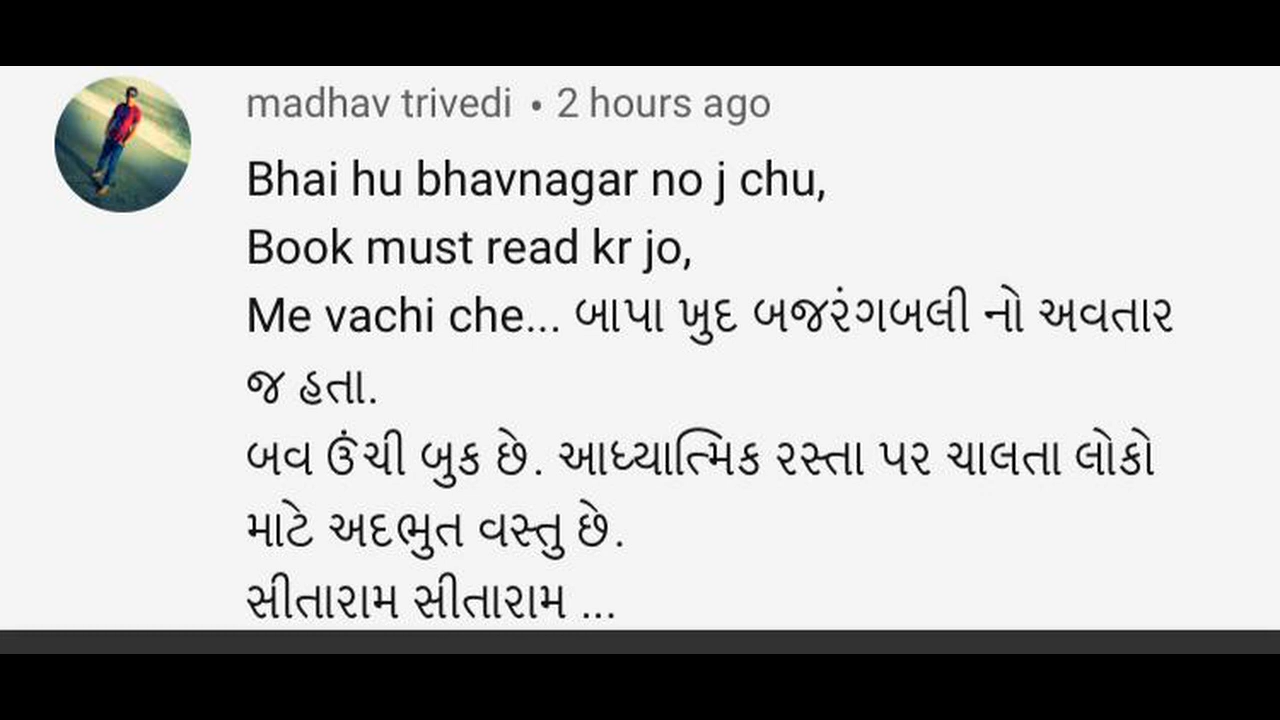 madhav trivedi • 2 hours ago
Bhai hu bhavnagar no j chu,
Book must read kr jo,
Me vachi che... બાપા ખુદ બજરંગબલી નો અવતાર
જ હતા.
બવ ઉંચી બુક છે. આધ્યાત્મિક રસ્તા પર ચાલતા લોકો
માટે અદભુત વસ્તુ છે.
સીતારામ સીતારામ ...